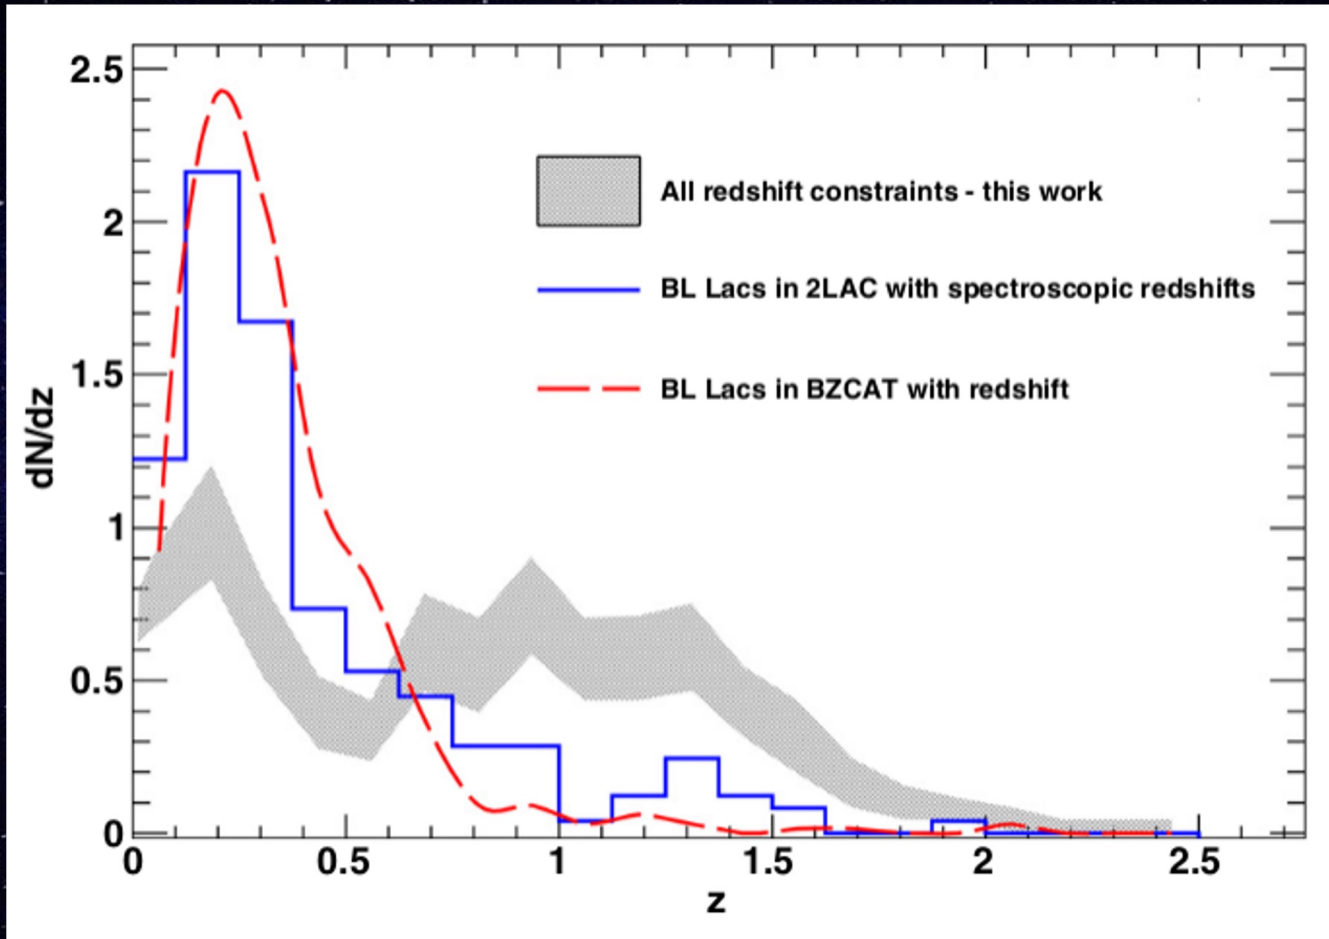 2.5
2
1.5
1
0.5
0
dN/dz
All redshift constraints - this work
BL Lacs in 2LAC with spectroscopic redshifts
BL Lacs in BZCAT with redshift
0 0.5 1 1.5 2 2.5
z